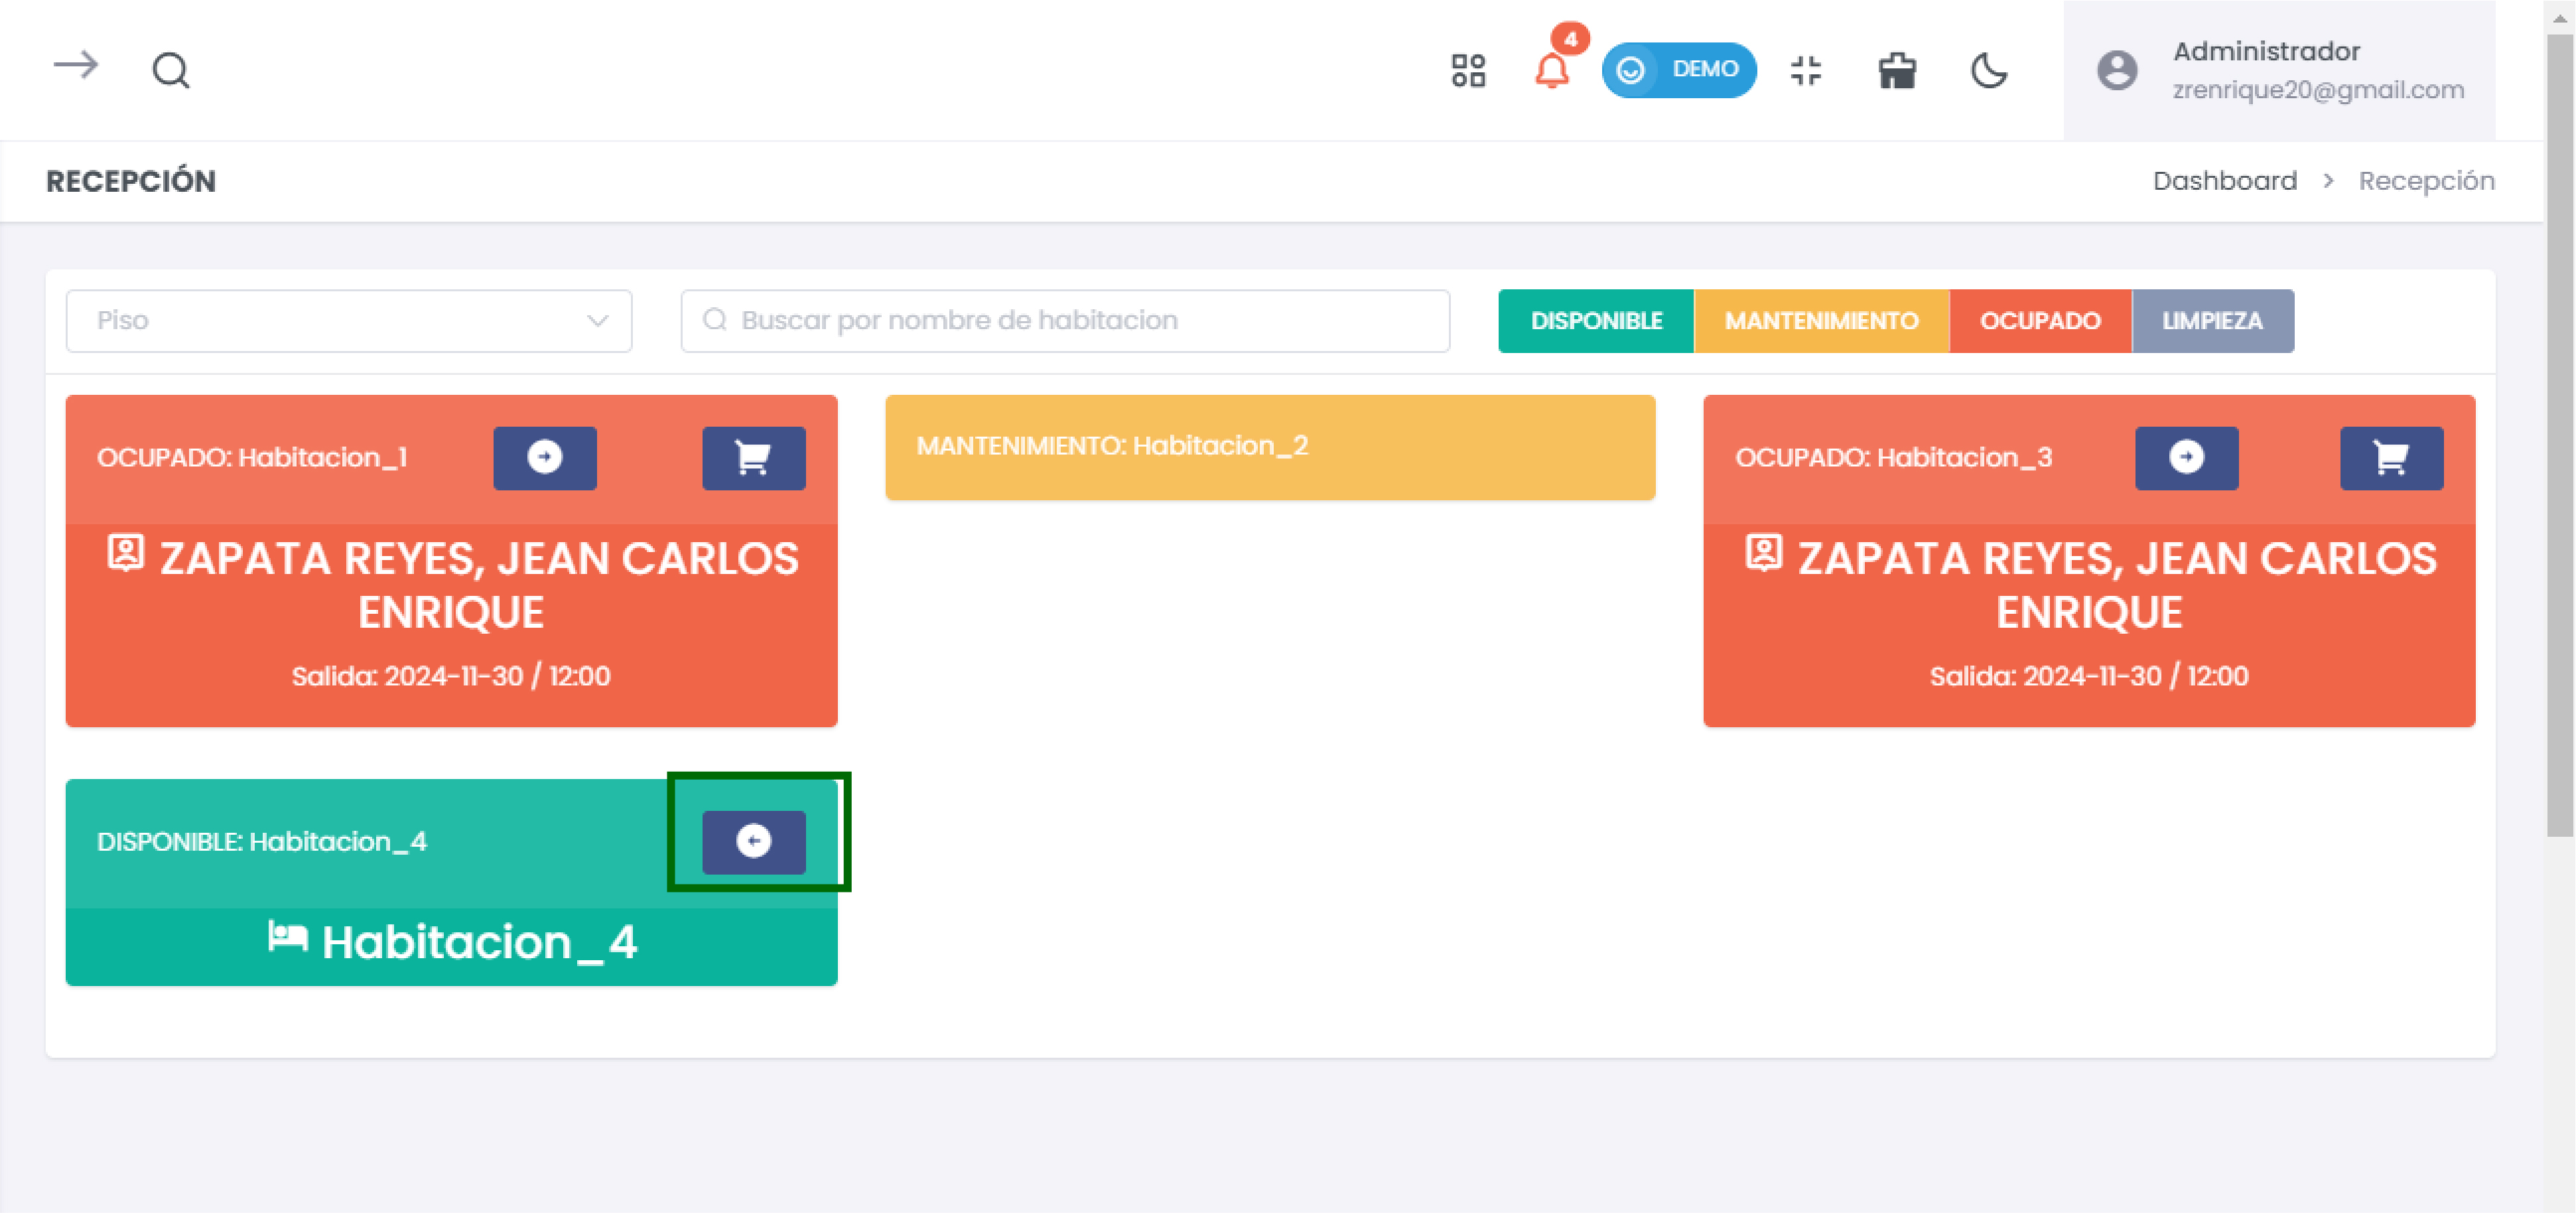 4
DEMO
Administrador
zrenrique20@gmail.com
RECEPCIÓN
Dashboard > Recepción
Piso
Buscar por nombre de habitacion
DISPONIBLE
MANTENIMIENTO
OCUPADO
LIMPIEZA
OCUPADO: Habitacion_1
ZAPATA REYES, JEAN CARLOS
ENRIQUE
Salida: 2024-11-30 / 12:00
MANTENIMIENTO: Habitacion_2
OCUPADO: Habitacion_3
ZAPATA REYES, JEAN CARLOS
ENRIQUE
Salida: 2024-11-30 / 12:00
DISPONIBLE: Habitacion_4
Habitacion_4